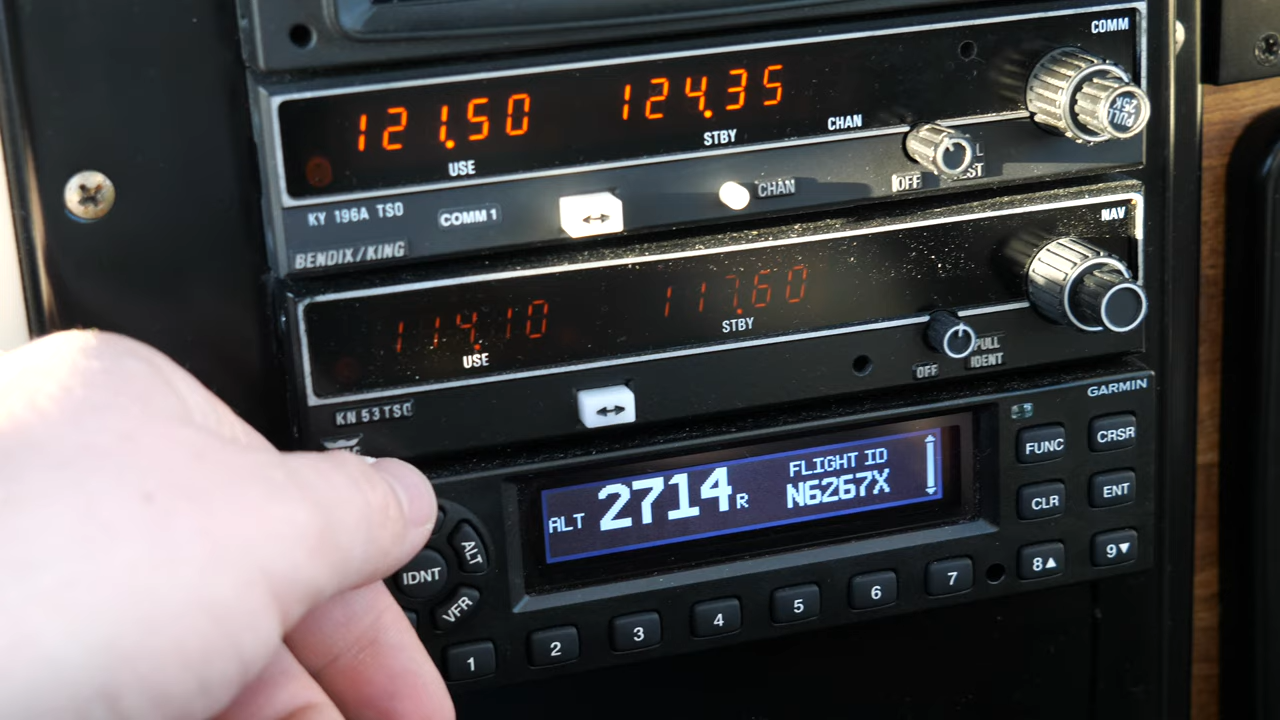 COMM
121.50 124.35
USE STBY CHAN
PULL 25K
OFF
KY 196A TSO COMM 1 ↔ CHAN
BENDIX/KING
NAV
114.10 117.60
USE STBY
OFF PULL IDENT
KN 53 TSO ↔
GARMIN
ALT 2714 R FLIGHT ID
N6267X
FUNC CRSR
CLR ENT
ALT
IDNT
VFR
1 2 3 4 5 6 7 8▲ 9▼